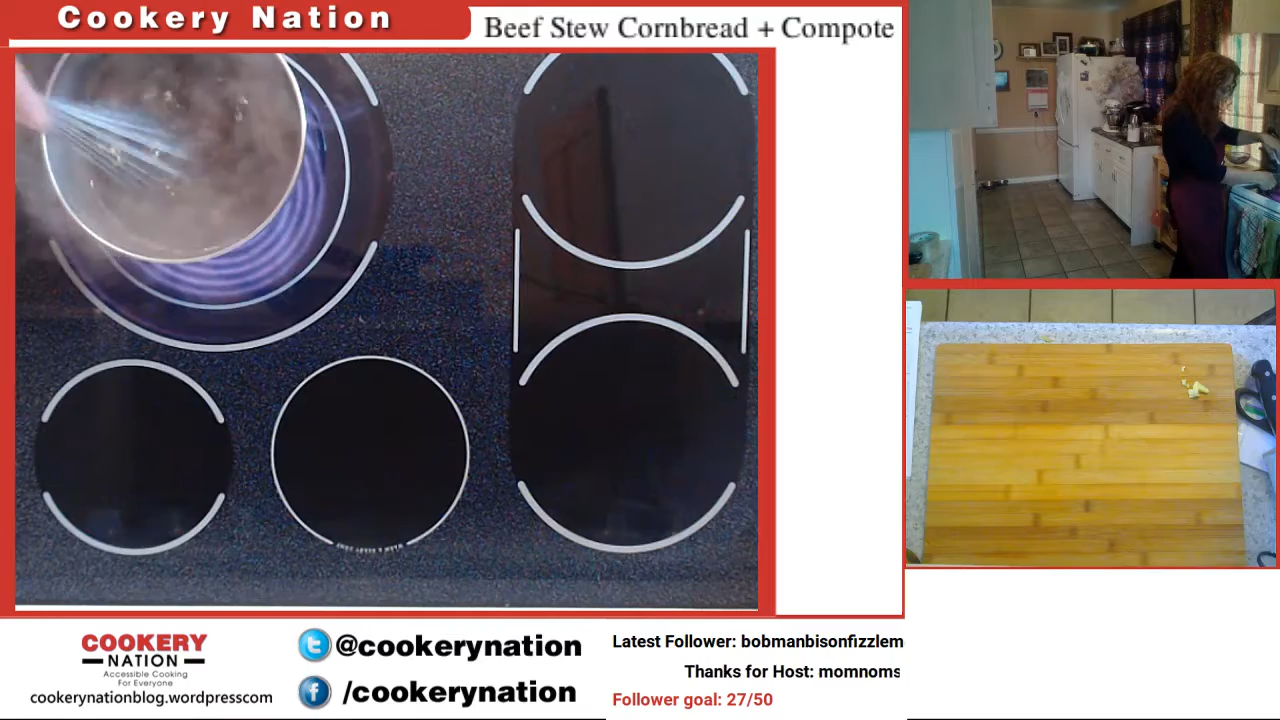 Cookery Nation
Beef Stew Cornbread + Compote
COOKERY
NATION
Accessible Cooking
For Everyone
cookerynationblog.wordpresscom
@cookerynation
/cookerynation
Latest Follower: bobmanbisonfizzlem
Thanks for Host: momnoms
Follower goal: 27/50